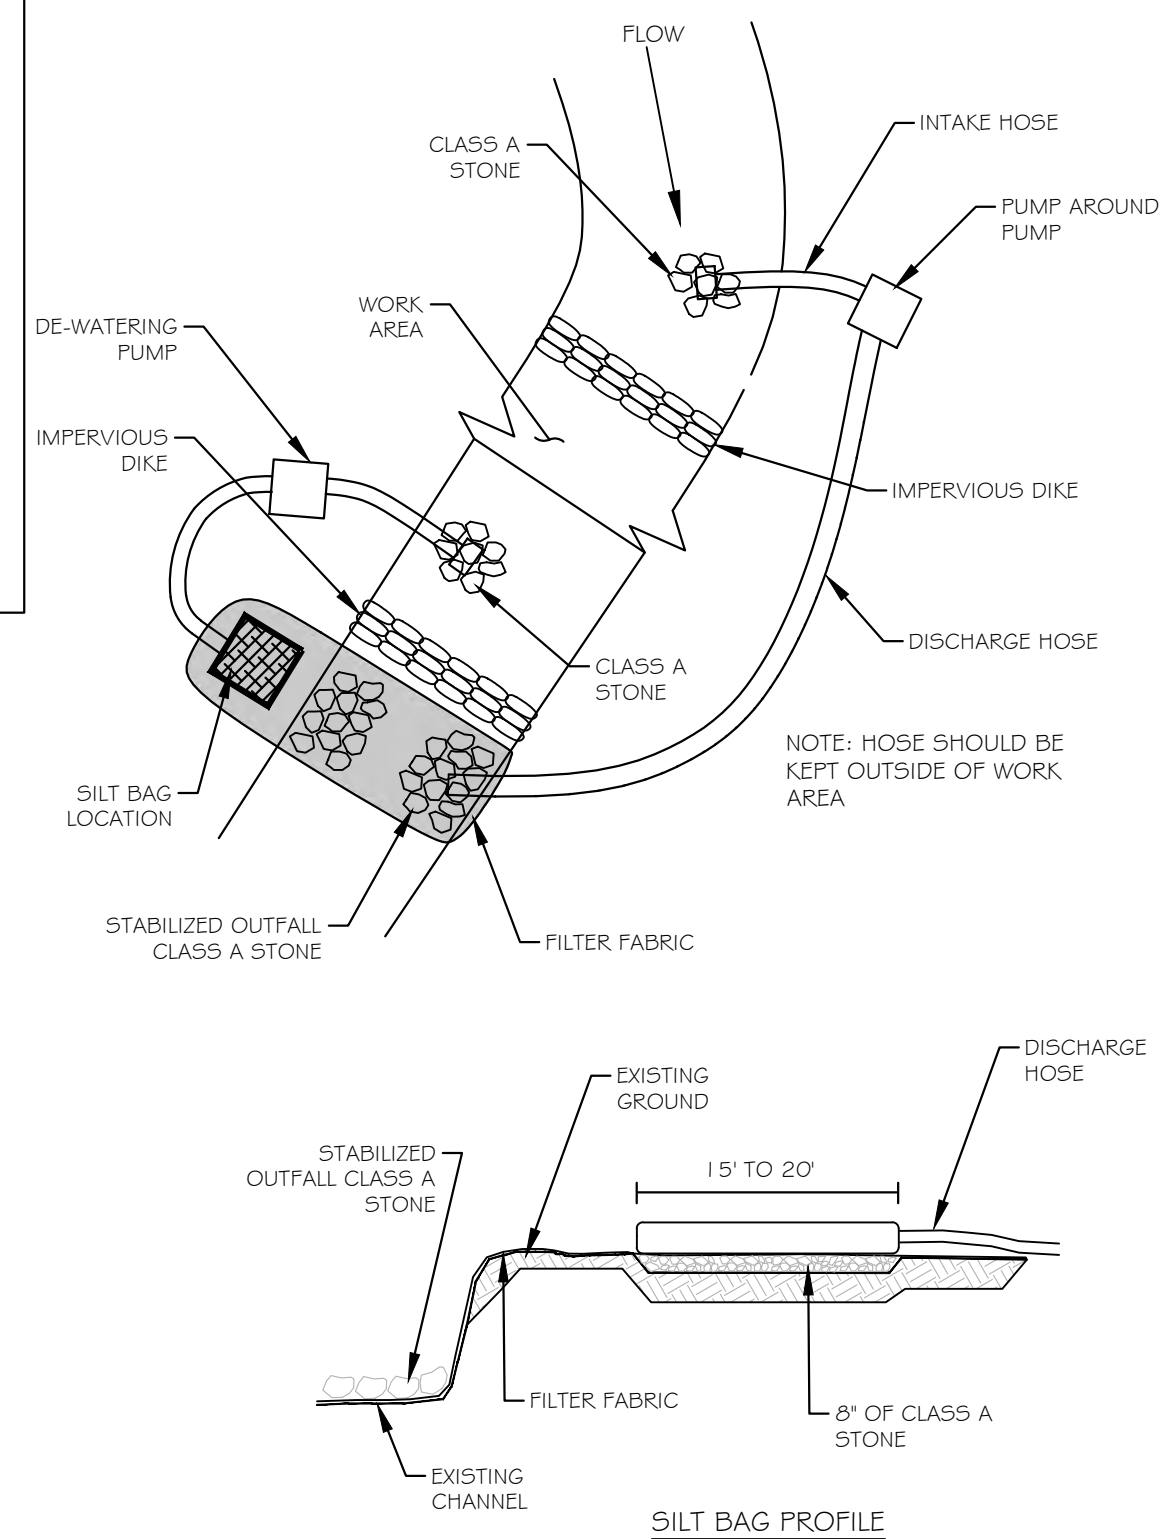 FLOW
CLASS A
STONE
INTAKE HOSE
PUMP AROUND
PUMP
WORK
AREA
DE-WATERING
PUMP
IMPERVIOUS
DIKE
IMPERVIOUS DIKE
DISCHARGE HOSE
CLASS A
STONE
NOTE: HOSE SHOULD BE
KEPT OUTSIDE OF WORK
AREA
SILT BAG
LOCATION
STABILIZED OUTFALL
CLASS A STONE
FILTER FABRIC
DISCHARGE
HOSE
EXISTING
GROUND
STABILIZED
OUTFALL CLASS A
STONE
15' TO 20'
FILTER FABRIC
8" OF CLASS A
STONE
EXISTING
CHANNEL
SILT BAG PROFILE